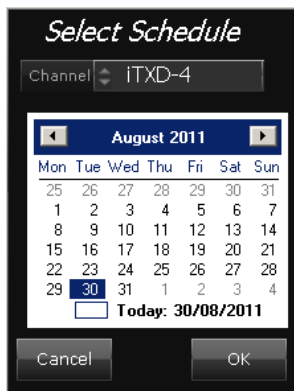 Select Schedule
Channel iTXD-4
August 2011
Mon Tue Wed Thu Fri Sat Sun
25 26 27 28 29 30 31
1 2 3 4 5 6 7
8 9 10 11 12 13 14
15 16 17 18 19 20 21
22 23 24 25 26 27 28
29 30 31 1 2 3 4
Today: 30/08/2011
Cancel OK